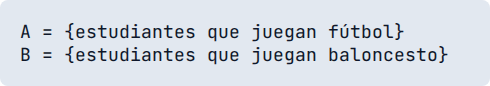 A = {estudiantes que juegan fútbol}
B = {estudiantes que juegan baloncesto}